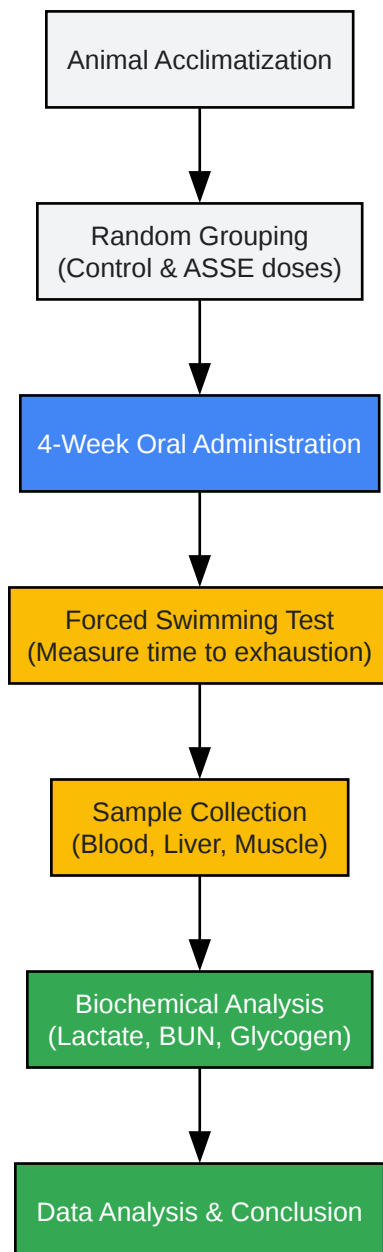 Animal Acclimatization
Random Grouping
(Control & ASSE doses)
4-Week Oral Administration
Forced Swimming Test
(Measure time to exhaustion)
Sample Collection
(Blood, Liver, Muscle)
Biochemical Analysis
(Lactate, BUN, Glycogen)
Data Analysis & Conclusion